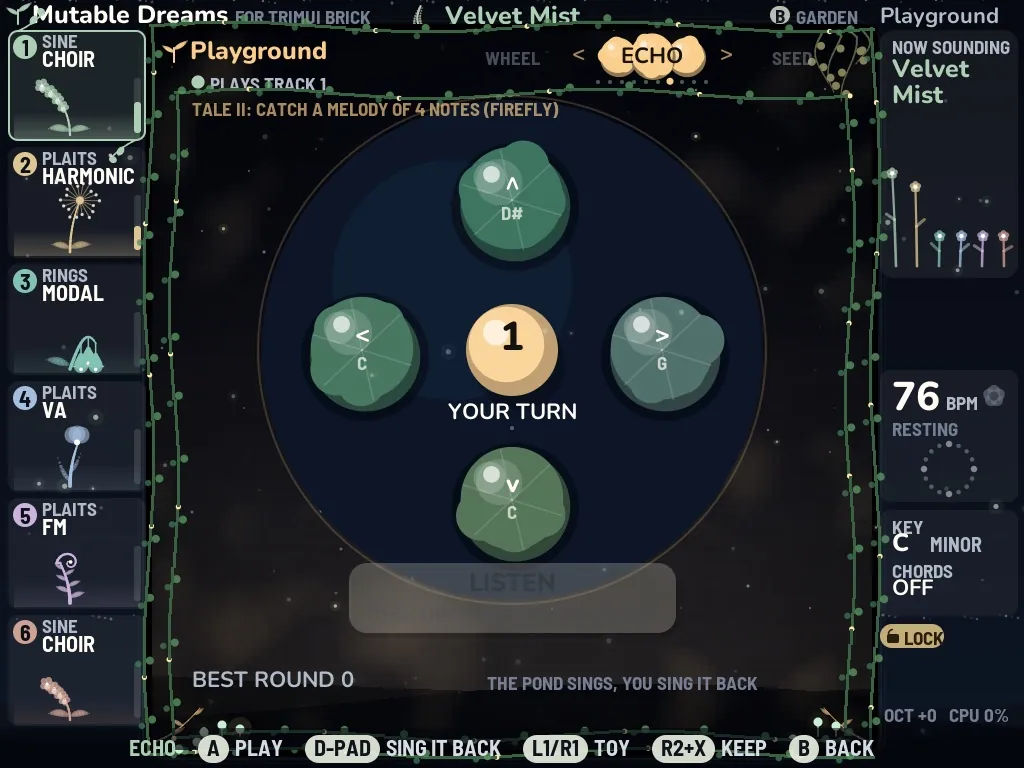 Mutable Dreams FOR TRIMUI BRICK Velvet Mist B GARDEN Playground
1 SINE CHOIR
2 PLAITS HARMONIC
3 RINGS MODAL
4 PLAITS VA
5 PLAITS FM
6 SINE CHOIR
Playground WHEEL < ECHO > SEED
PLAYS TRACK 1
TALE II: CATCH A MELODY OF 4 NOTES (FIREFLY)
^
D#
<
C
1
>
G
YOUR TURN
v
C
LISTEN
BEST ROUND 0 THE POND SINGS, YOU SING IT BACK
NOW SOUNDING
Velvet
Mist
76 BPM
RESTING
KEY
C MINOR
CHORDS
OFF
LOCK
OCT +0 CPU 0%
ECHO A PLAY D-PAD SING IT BACK L1/R1 TOY R2+X KEEP B BACK